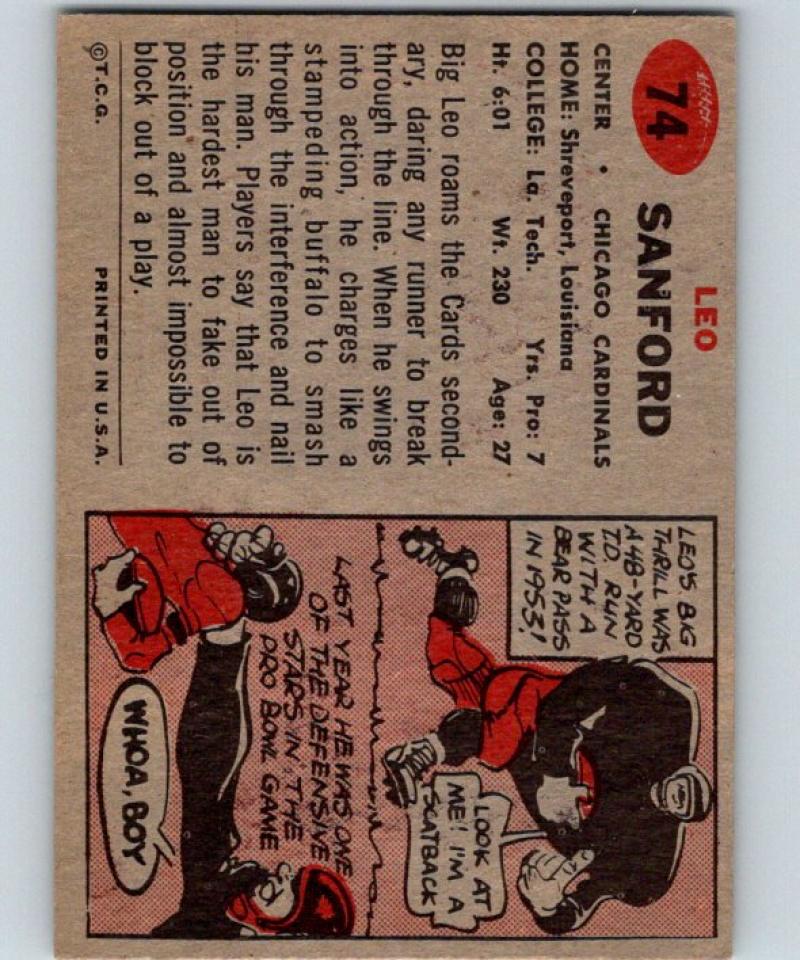 74
LEO
SANFORD
CENTER • CHICAGO CARDINALS
HOME: Shreveport, Louisiana
COLLEGE: La. Tech. Yrs. Pro: 7
Ht. 6:01 Wt. 230 Age: 27
Big Leo roams the Cards second-
ary, daring any runner to break
through the line. When he swings
into action, he charges like a
stampeding buffalo to smash
through the interference and nail
his man. Players say that Leo is
the hardest man to fake out of
position and almost impossible to
block out of a play.
©T.C.G. PRINTED IN U.S.A.
LEO'S BIG
THRILL WAS
A 48-YARD
T.D. RUN
WITH A
BEAR PASS
IN 1953!
LOOK AT
ME! I'M A
SCATBACK
LAST YEAR HE WAS ONE
OF THE DEFENSIVE
STARS IN THE
PRO BOWL GAME
WHOA, BOY